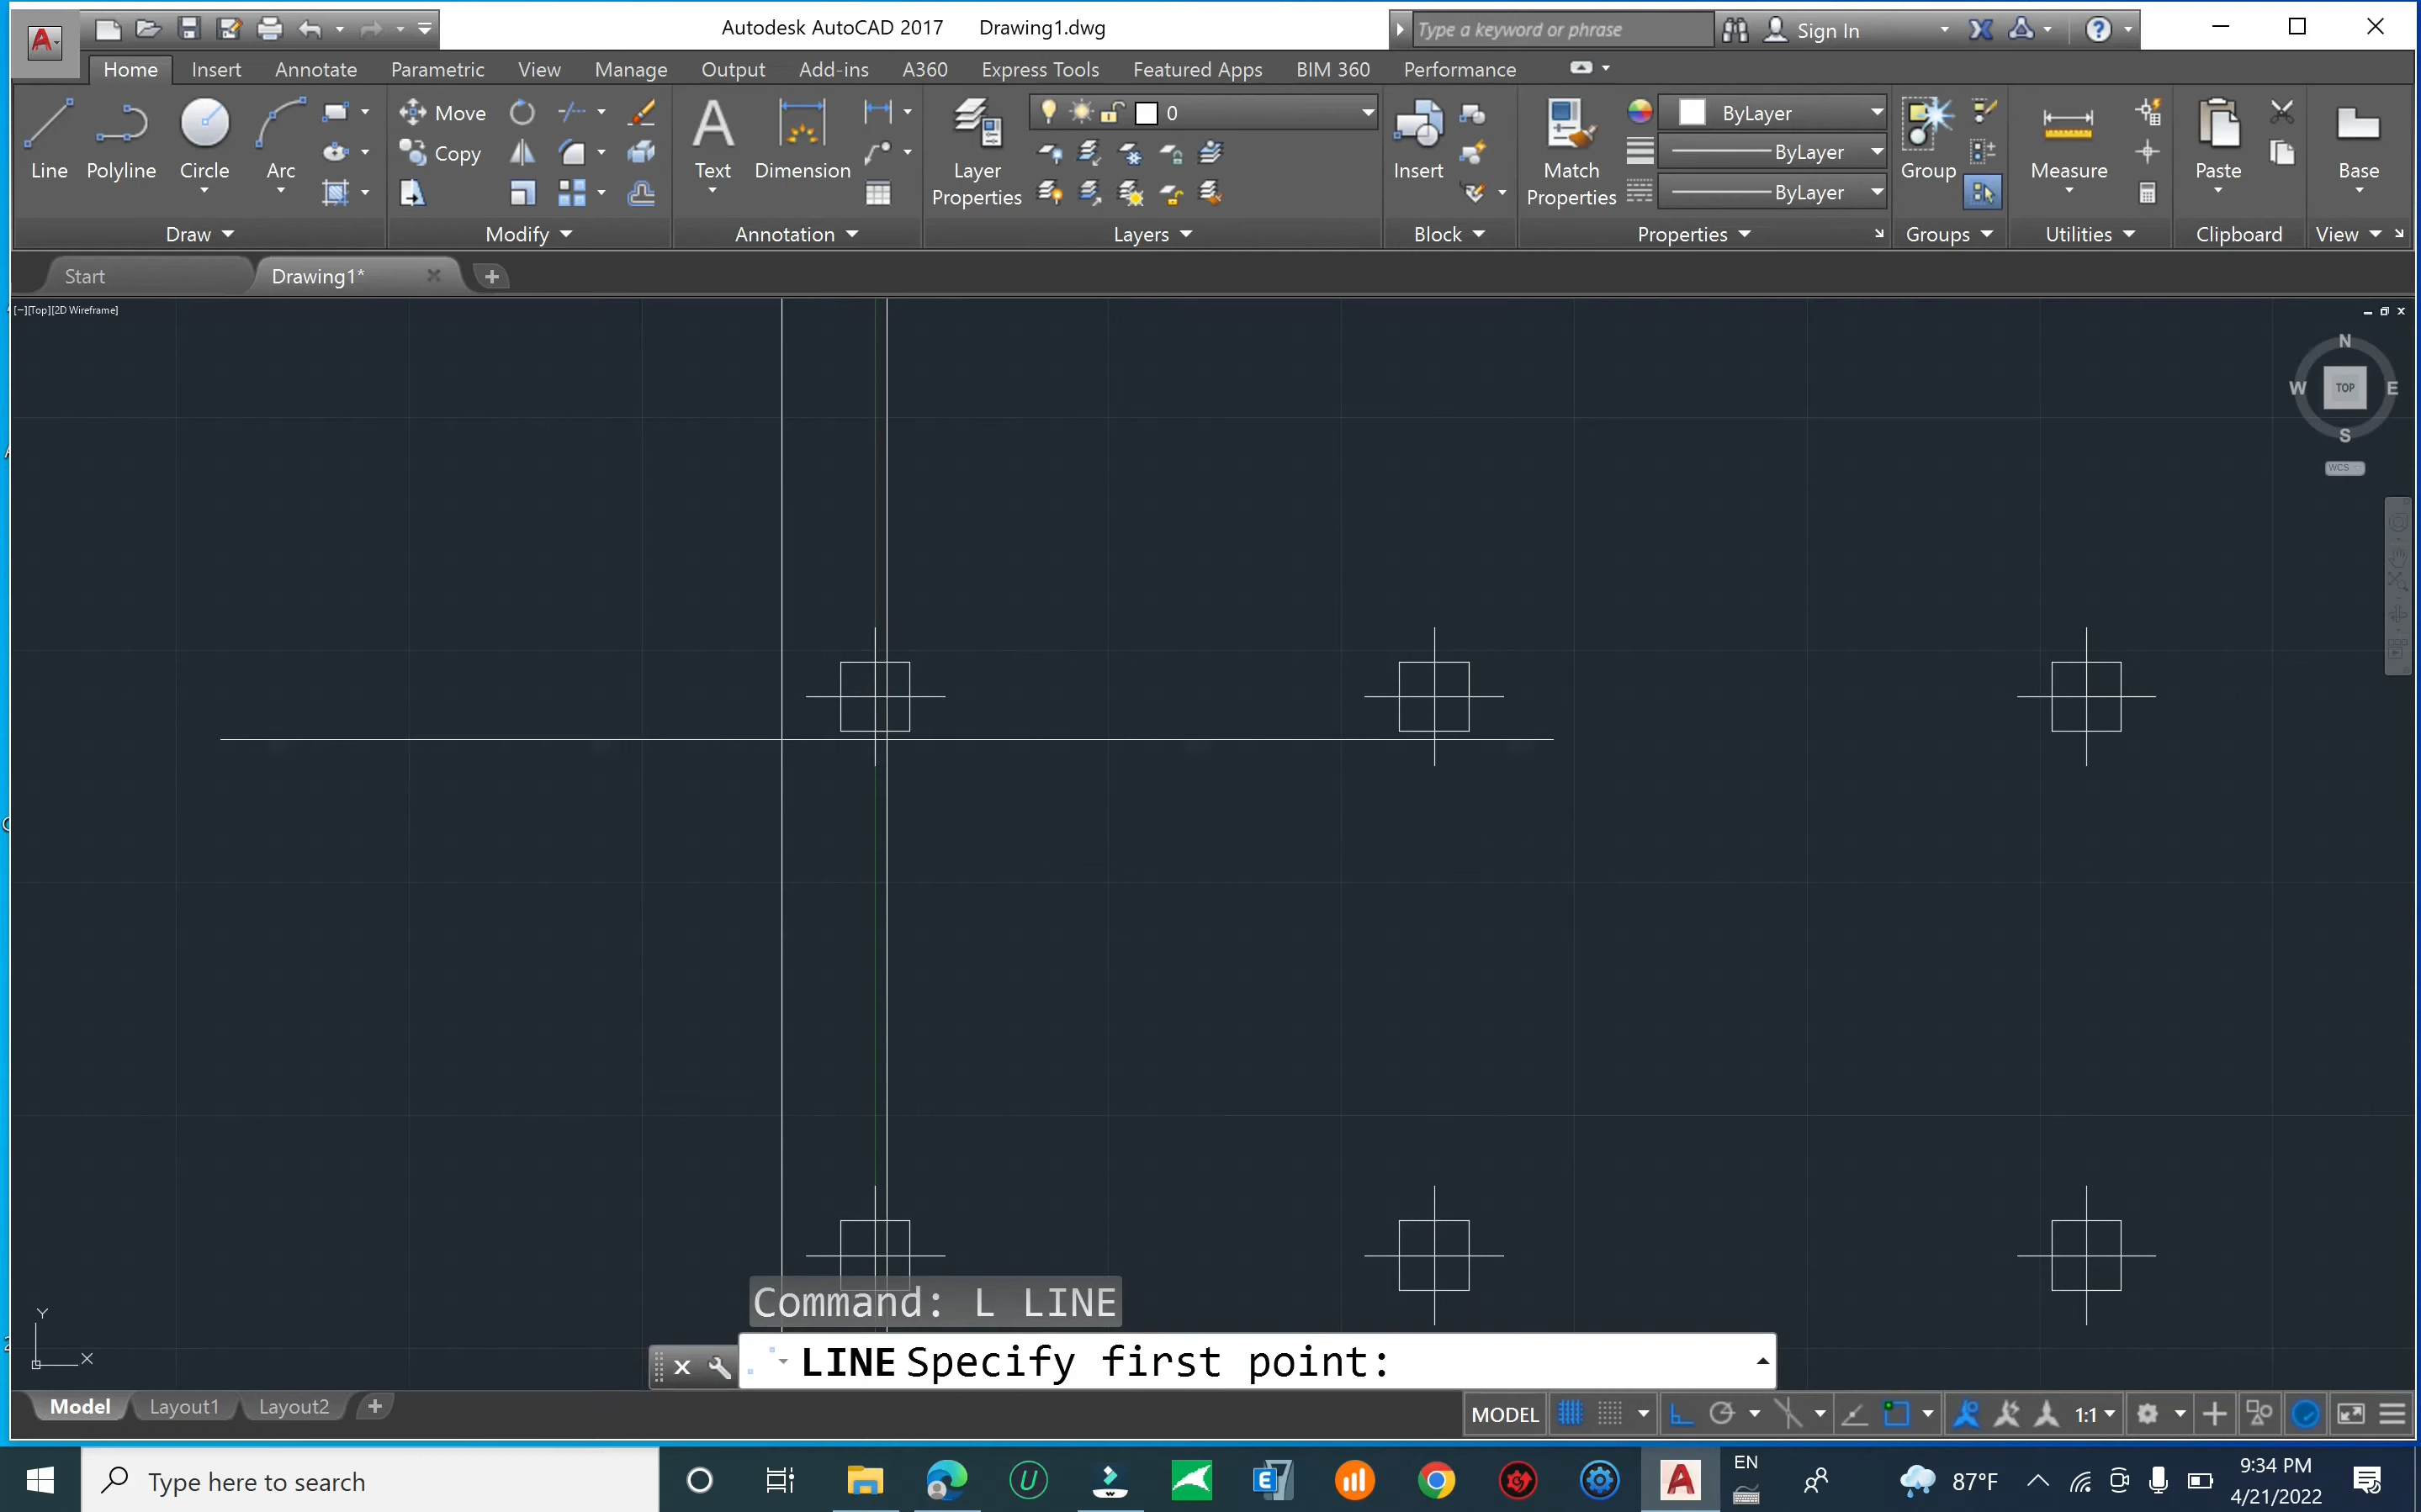 Autodesk AutoCAD 2017 Drawing1.dwg
Type a keyword or phrase
Sign In
Home Insert Annotate Parametric View Manage Output Add-ins A360 Express Tools Featured Apps BIM 360 Performance
Line Polyline Circle Arc
Move
Copy
Text Dimension
Layer Properties
0
Insert
Match Properties
ByLayer
ByLayer
ByLayer
Group
Measure
Paste
Base
Draw Modify Annotation Layers Block Properties Groups Utilities Clipboard View
Start Drawing1*
[−][Top][2D Wireframe]
N
W TOP E
S
WCS
Y
X
Command: L LINE
LINE Specify first point:
Model Layout1 Layout2
MODEL
1:1
Type here to search
EN
87°F
9:34 PM
4/21/2022